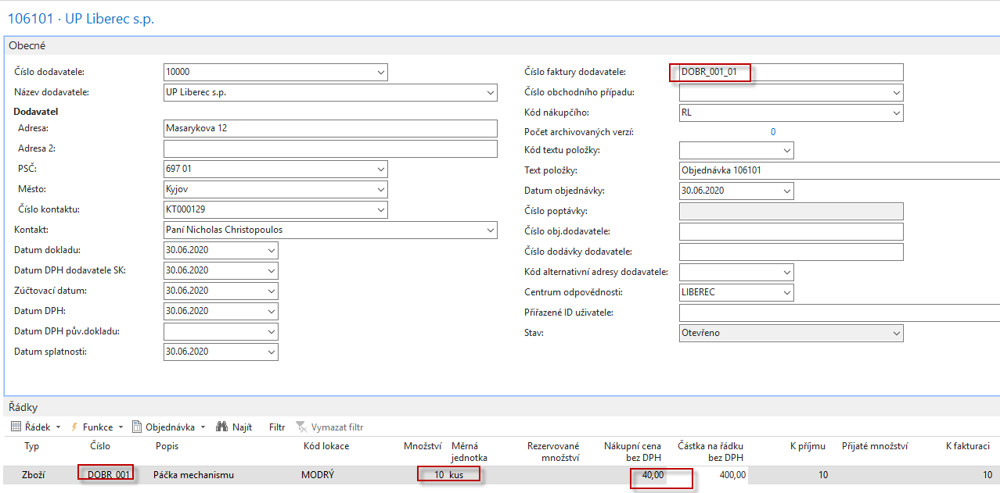 106101 · UP Liberec s.p.
Obecné
Číslo dodavatele: 10000
Název dodavatele: UP Liberec s.p.
Dodavatel
Adresa: Masarykova 12
Adresa 2:
PSČ: 697 01
Město: Kyjov
Číslo kontaktu: KT000129
Kontakt: Paní Nicholas Christopoulos
Datum dokladu: 30.06.2020
Datum DPH dodavatele SK: 30.06.2020
Zúčtovací datum: 30.06.2020
Datum DPH: 30.06.2020
Datum DPH pův.dokladu:
Datum splatnosti: 30.06.2020
Číslo faktury dodavatele: DOBR_001_01
Číslo obchodního případu:
Kód nákupčího: RL
Počet archivovaných verzí: 0
Kód textu položky:
Text položky: Objednávka 106101
Datum objednávky: 30.06.2020
Číslo poptávky:
Číslo obj.dodavatele:
Číslo dodávky dodavatele:
Kód alternativní adresy dodavatele:
Centrum odpovědnosti: LIBEREC
Přiřazené ID uživatele:
Stav: Otevřeno
Řádky
Řádek Funkce Objednávka Najít Filtr Vymazat filtr
Typ Číslo Popis Kód lokace Množství Měrná jednotka Rezervované množství Nákupní cena bez DPH Částka na řádku bez DPH K příjmu Přijaté množství K fakturaci
Zboží DOBR_001 Páčka mechanismu MODRÝ 10 kus 40,00 400,00 10 10